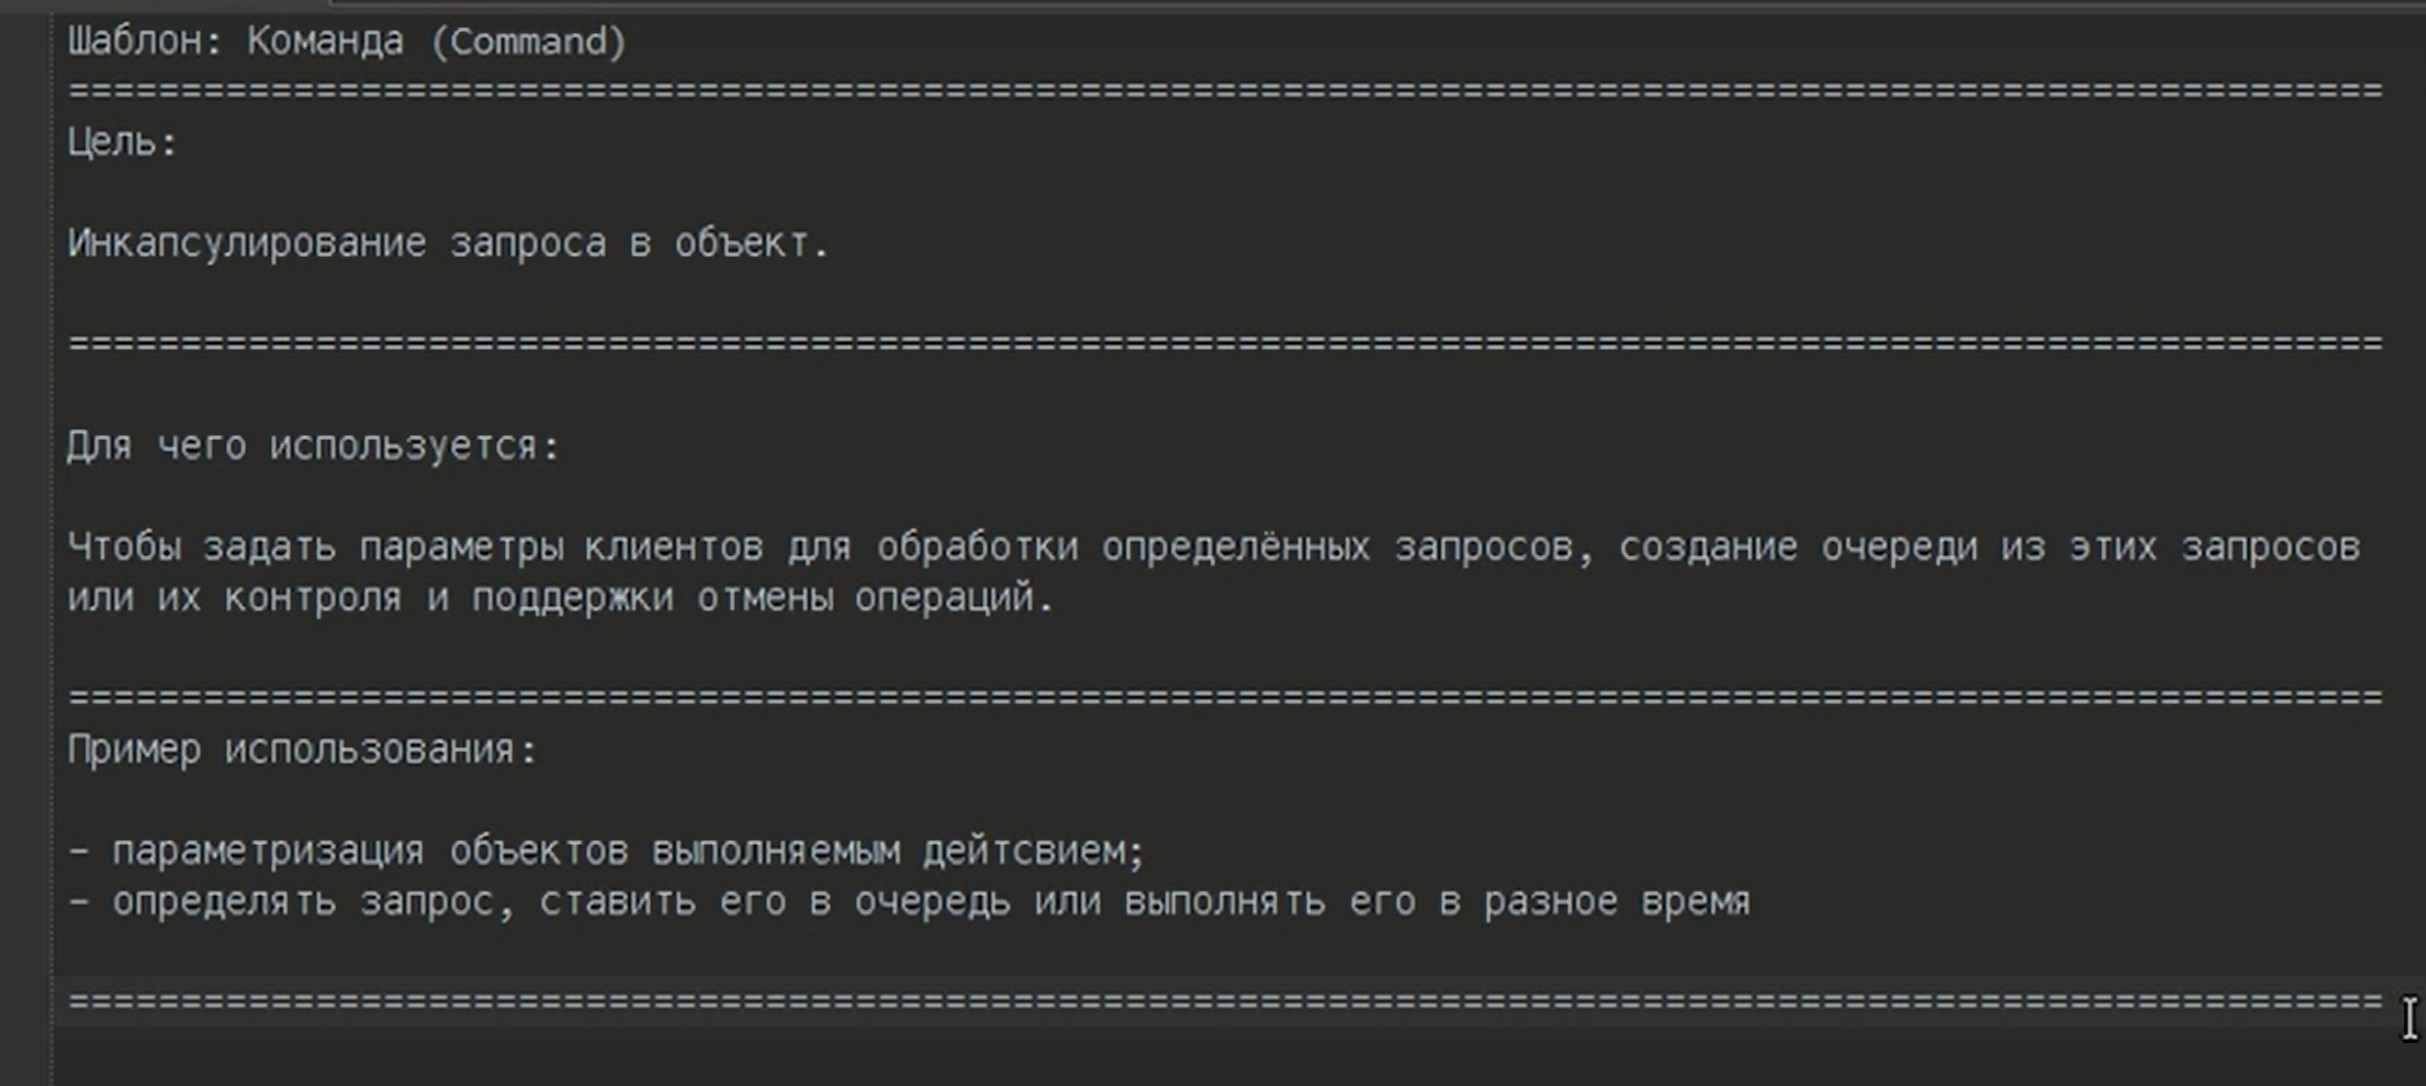 Шаблон: Команда (Command)
=======================================================================================================
Цель:
Инкапсулирование запроса в объект.
=======================================================================================================
Для чего используется:
Чтобы задать параметры клиентов для обработки определённых запросов, создание очереди из этих запросов
или их контроля и поддержки отмены операций.
=======================================================================================================
Пример использования:
- параметризация объектов выполняемым дейтсвием;
- определять запрос, ставить его в очередь или выполнять его в разное время
=======================================================================================================